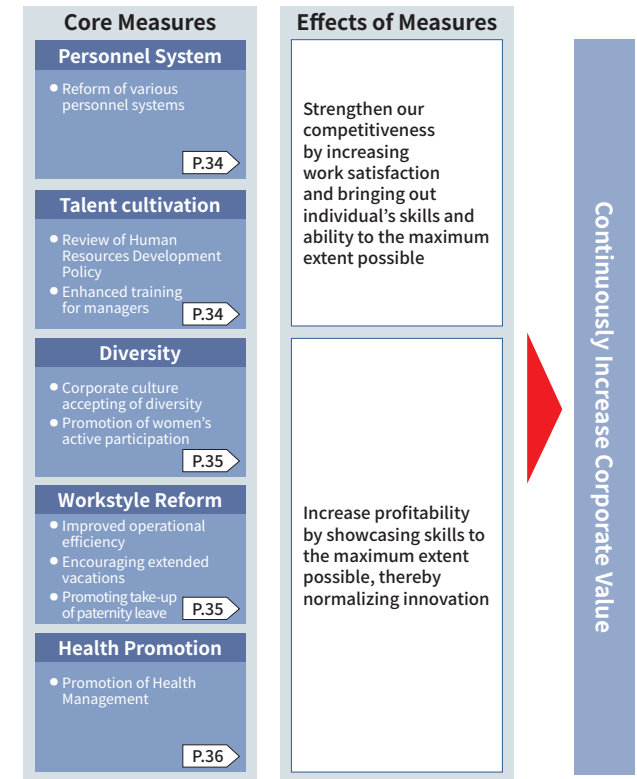 Core Measures
Personnel System
● Reform of various
personnel systems
P.34
Talent cultivation
● Review of Human
Resources Development
Policy
● Enhanced training
for managers
P.34
Diversity
● Corporate culture
accepting of diversity
● Promotion of women's
active participation
P.35
Workstyle Reform
● Improved operational
efficiency
● Encouraging extended
vacations
● Promoting take-up
of paternity leave
P.35
Health Promotion
● Promotion of Health
Management
P.36
Effects of Measures
Strengthen our
competitiveness
by increasing
work satisfaction
and bringing out
individual's skills and
ability to the maximum
extent possible
Increase profitability
by showcasing skills to
the maximum extent
possible, thereby
normalizing innovation
Continuously Increase Corporate Value